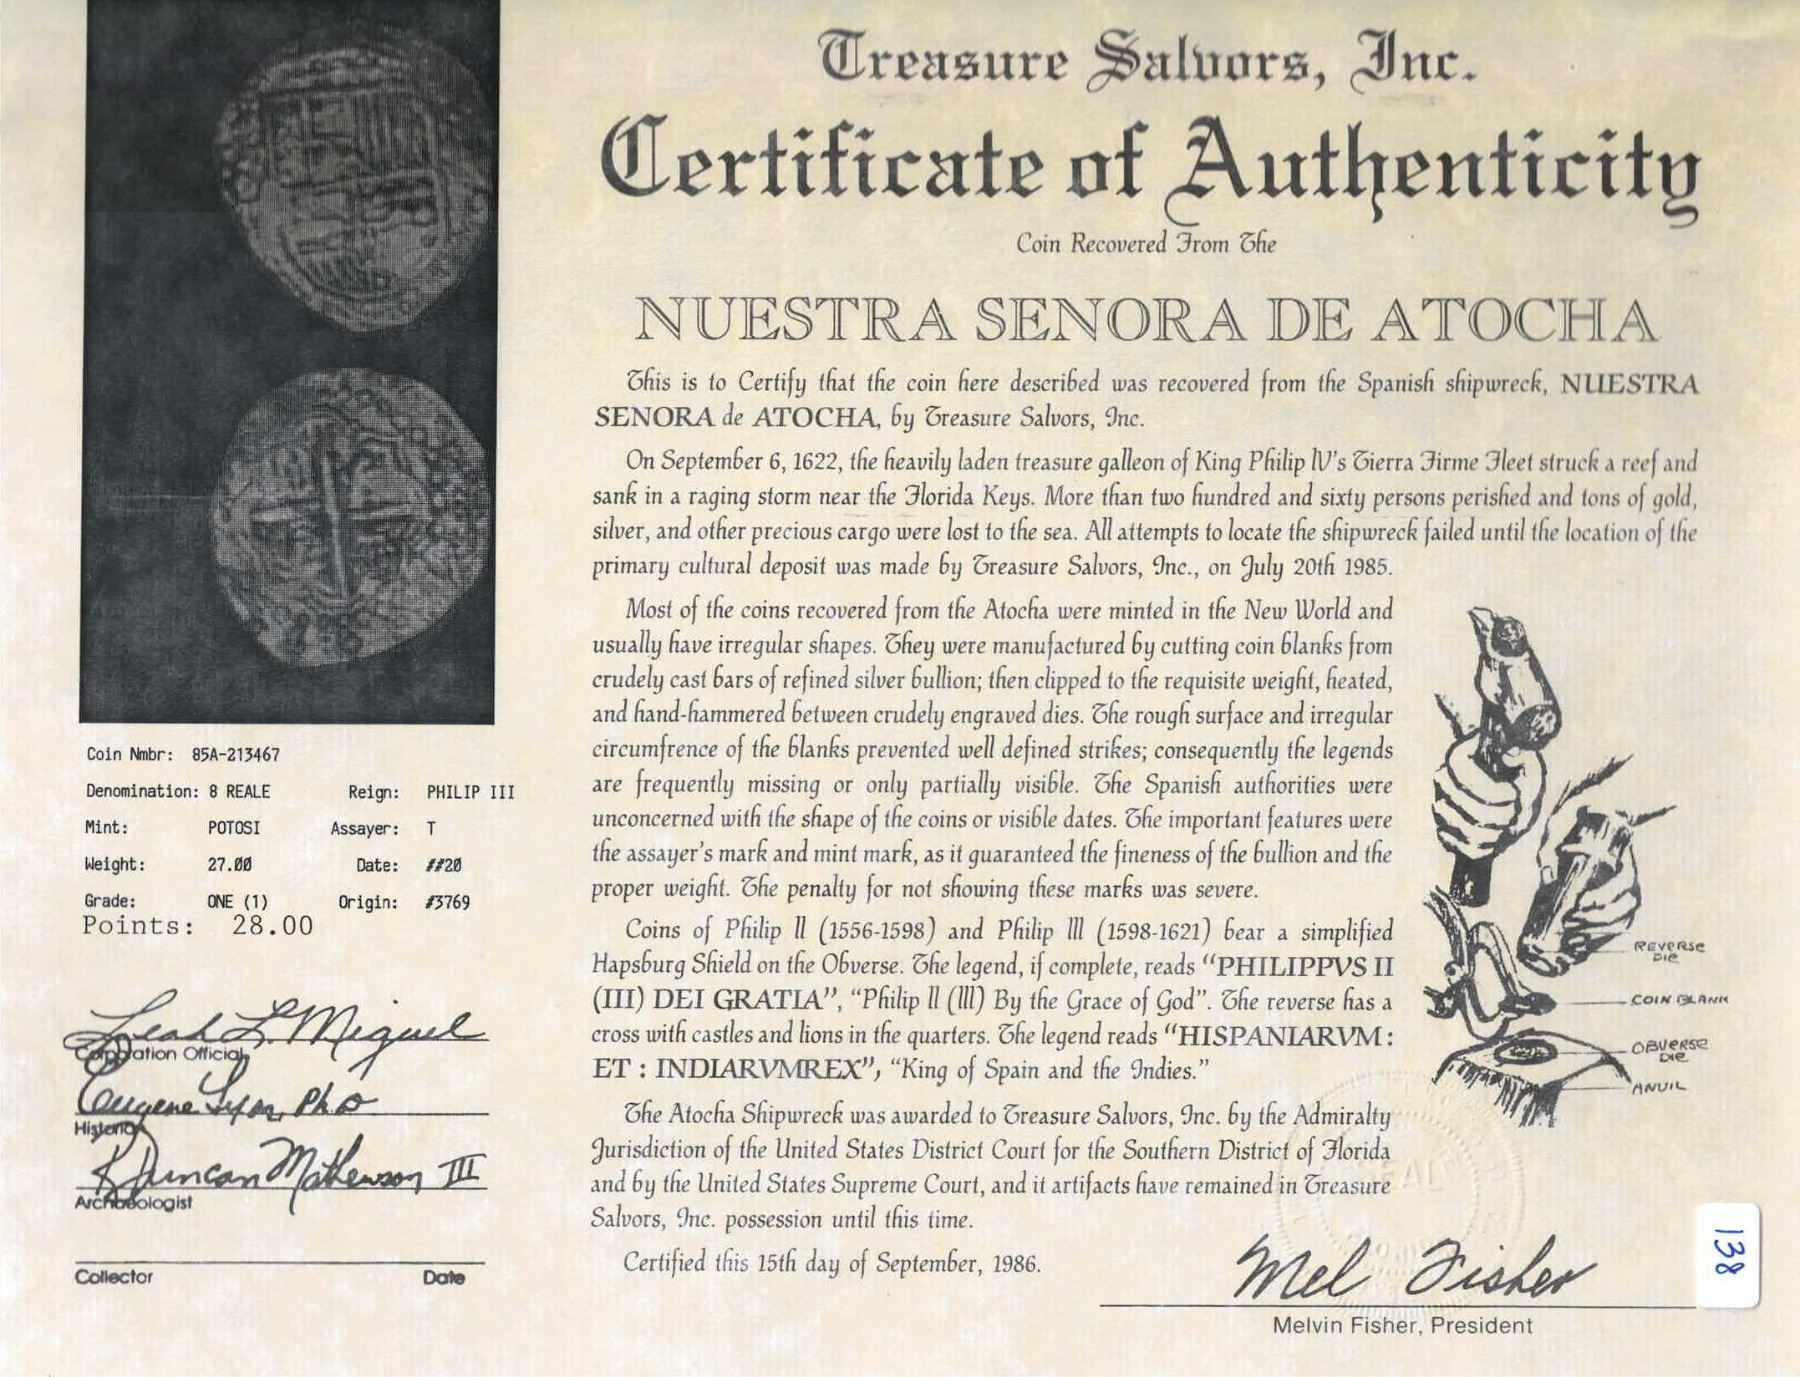 Treasure Salvors, Inc.
Certificate of Authenticity
Coin Recovered From The
NUESTRA SENORA DE ATOCHA
This is to Certify that the coin here described was recovered from the Spanish shipwreck, NUESTRA
SENORA de ATOCHA, by Treasure Salvors, Inc.
On September 6, 1622, the heavily laden treasure galleon of King Philip IV's Tierra Firme Fleet struck a reef and
sank in a raging storm near the Florida Keys. More than two hundred and sixty persons perished and tons of gold,
silver, and other precious cargo were lost to the sea. All attempts to locate the shipwreck failed until the location of the
primary cultural deposit was made by Treasure Salvors, Inc., on July 20th 1985.
Most of the coins recovered from the Atocha were minted in the New World and
usually have irregular shapes. They were manufactured by cutting coin blanks from
crudely cast bars of refined silver bullion; then clipped to the requisite weight, heated,
and hand-hammered between crudely engraved dies. The rough surface and irregular
circumfrence of the blanks prevented well defined strikes; consequently the legends
are frequently missing or only partially visible. The Spanish authorities were
unconcerned with the shape of the coins or visible dates. The important features were
the assayer's mark and mint mark, as it guaranteed the fineness of the bullion and the
proper weight. The penalty for not showing these marks was severe.
Coins of Philip II (1556-1598) and Philip III (1598-1621) bear a simplified
Hapsburg Shield on the Obverse. The legend, if complete, reads "PHILIPPVS II
(III) DEI GRATIA", "Philip II (III) By the Grace of God". The reverse has a
cross with castles and lions in the quarters. The legend reads "HISPANIARVM:
ET : INDIARVMREX", "King of Spain and the Indies."
The Atocha Shipwreck was awarded to Treasure Salvors, Inc. by the Admiralty
Jurisdiction of the United States District Court for the Southern District of Florida
and by the United States Supreme Court, and it artifacts have remained in Treasure
Salvors, Inc. possession until this time.
Certified this 15th day of September, 1986.
REVERSE
DIE
COIN BLANK
OBVERSE
DIE
ANVIL
Mel Fisher
Melvin Fisher, President
138
Coin Nmbr: 85A-213467
Denomination: 8 REALE Reign: PHILIP III
Mint: POTOSI Assayer: T
Weight: 27.00 Date: ##20
Grade: ONE (1) Origin: #3769
Points: 28.00
Leah L. Miguel
Corporation Official
Eugene Lyon, PhD
Historian
R Duncan Mathewson III
Archaeologist
Collector Date